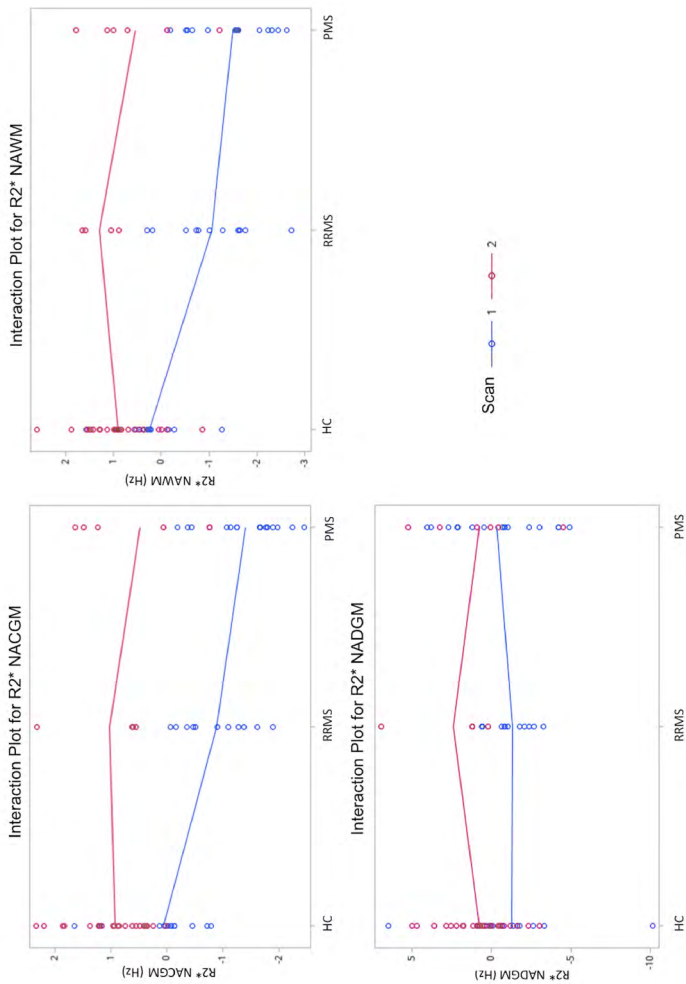 Interaction Plot for R2* NACGM
R2* NACGM (Hz)
2
1
0
-1
-2
HC
RRMS
PMS
Interaction Plot for R2* NAWM
R2* NAWM (Hz)
2
1
0
-1
-2
-3
HC
RRMS
PMS
Interaction Plot for R2* NADGM
R2* NADGM (Hz)
5
0
-5
-10
HC
RRMS
PMS
Scan 1 2